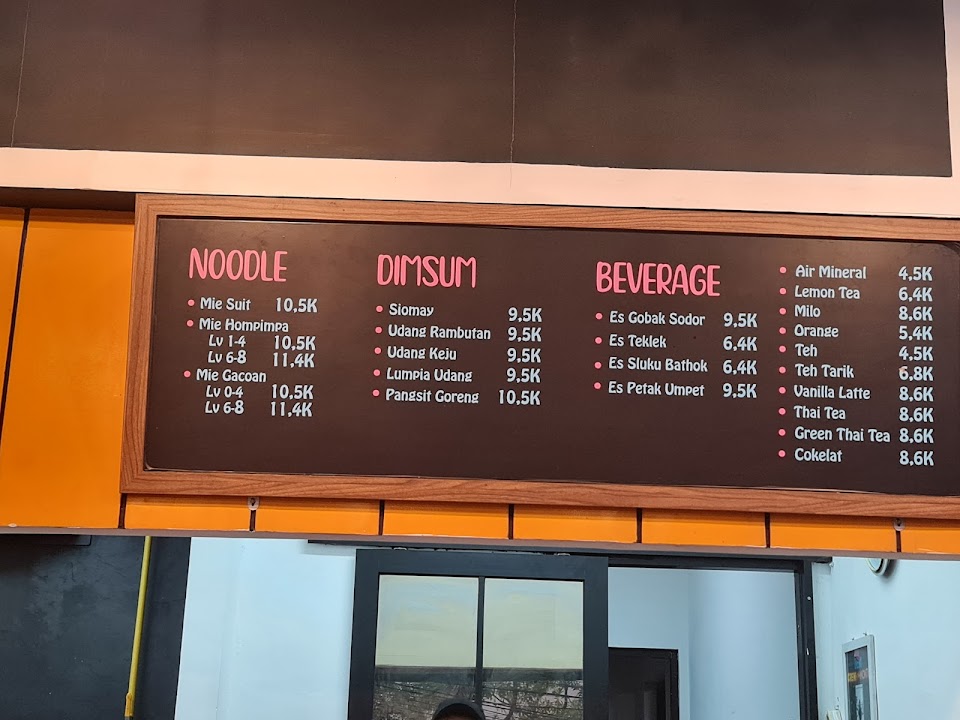 NOODLE
Mie Suit 10,5K
Mie Hompimpa
Lv 1-4 10,5K
Lv 6-8 11,4K
Mie Gacoan
Lv 0-4 10,5K
Lv 6-8 11,4K
DIMSUM
Siomay 9,5K
Udang Rambutan 9,5K
Udang Keju 9,5K
Lumpia Udang 9,5K
Pangsit Goreng 10,5K
BEVERAGE
Es Gobak Sodor 9,5K
Es Teklek 6,4K
Es Sluku Bathok 6,4K
Es Petak Umpet 9,5K
Air Mineral 4,5K
Lemon Tea 6,4K
Milo 8,6K
Orange 5,4K
Teh 4,5K
Teh Tarik 6,8K
Vanilla Latte 8,6K
Thai Tea 8,6K
Green Thai Tea 8,6K
Cokelat 8,6K